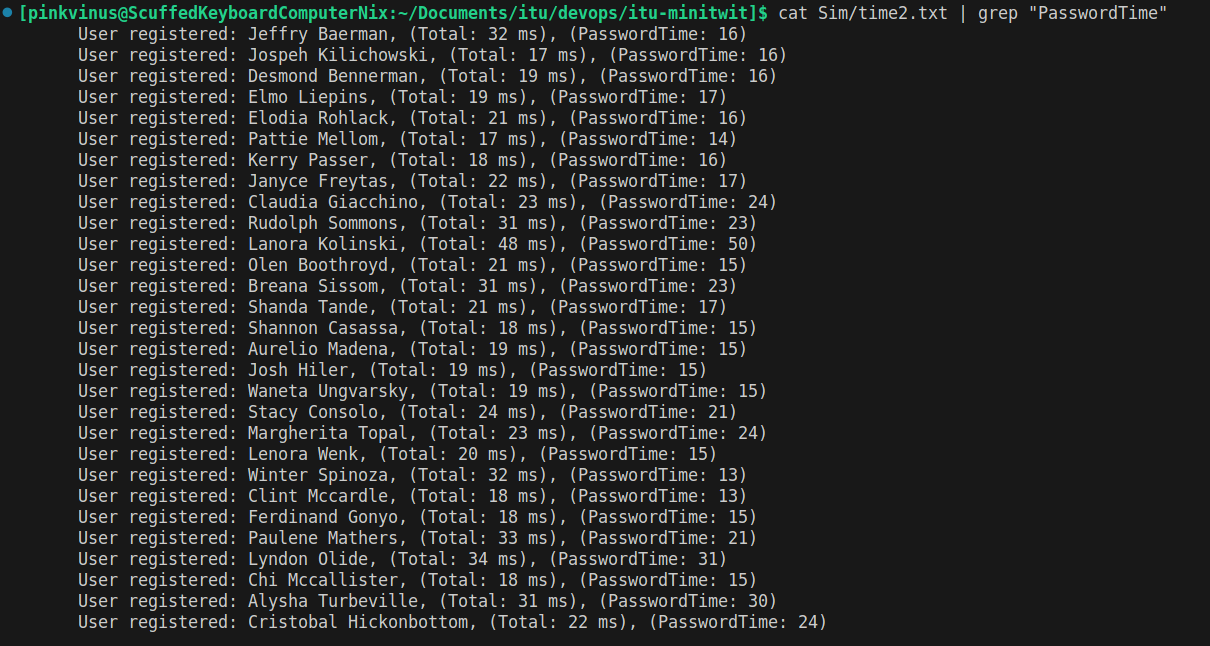 [pinkvinus@ScuffedKeyboardComputerNix:~/Documents/itu/devops/itu-minitwit]$ cat Sim/time2.txt | grep "PasswordTime"
User registered: Jeffry Baerman, (Total: 32 ms), (PasswordTime: 16)
User registered: Jospeh Kilichowski, (Total: 17 ms), (PasswordTime: 16)
User registered: Desmond Bennerman, (Total: 19 ms), (PasswordTime: 16)
User registered: Elmo Liepins, (Total: 19 ms), (PasswordTime: 17)
User registered: Elodia Rohlack, (Total: 21 ms), (PasswordTime: 16)
User registered: Pattie Mellom, (Total: 17 ms), (PasswordTime: 14)
User registered: Kerry Passer, (Total: 18 ms), (PasswordTime: 16)
User registered: Janyce Freytas, (Total: 22 ms), (PasswordTime: 17)
User registered: Claudia Giacchino, (Total: 23 ms), (PasswordTime: 24)
User registered: Rudolph Sommons, (Total: 31 ms), (PasswordTime: 23)
User registered: Lanora Kolinski, (Total: 48 ms), (PasswordTime: 50)
User registered: Olen Boothroyd, (Total: 21 ms), (PasswordTime: 15)
User registered: Breana Sissom, (Total: 31 ms), (PasswordTime: 23)
User registered: Shanda Tande, (Total: 21 ms), (PasswordTime: 17)
User registered: Shannon Casassa, (Total: 18 ms), (PasswordTime: 15)
User registered: Aurelio Madena, (Total: 19 ms), (PasswordTime: 15)
User registered: Josh Hiler, (Total: 19 ms), (PasswordTime: 15)
User registered: Waneta Ungvarsky, (Total: 19 ms), (PasswordTime: 15)
User registered: Stacy Consolo, (Total: 24 ms), (PasswordTime: 21)
User registered: Margherita Topal, (Total: 23 ms), (PasswordTime: 24)
User registered: Lenora Wenk, (Total: 20 ms), (PasswordTime: 15)
User registered: Winter Spinoza, (Total: 32 ms), (PasswordTime: 13)
User registered: Clint Mccardle, (Total: 18 ms), (PasswordTime: 13)
User registered: Ferdinand Gonyo, (Total: 18 ms), (PasswordTime: 15)
User registered: Paulene Mathers, (Total: 33 ms), (PasswordTime: 21)
User registered: Lyndon Olide, (Total: 34 ms), (PasswordTime: 31)
User registered: Chi Mccallister, (Total: 18 ms), (PasswordTime: 15)
User registered: Alysha Turbeville, (Total: 31 ms), (PasswordTime: 30)
User registered: Cristobal Hickonbottom, (Total: 22 ms), (PasswordTime: 24)